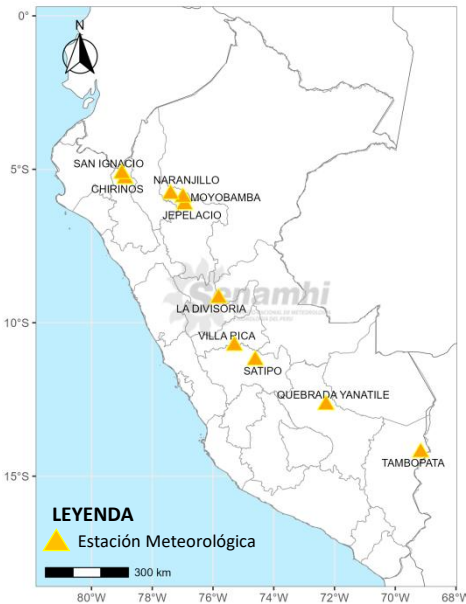 0°
N
5°S
SAN IGNACIO
CHIRINOS
NARANJILLO
MOYOBAMBA
JEPELACIO
Senamhi
LA DIVISORIA
10°S
VILLA RICA
SATIPO
QUEBRADA YANATILE
TAMBOPATA
15°S
LEYENDA
Estación Meteorológica
300 km
80°W 78°W 76°W 74°W 72°W 70°W 68°W